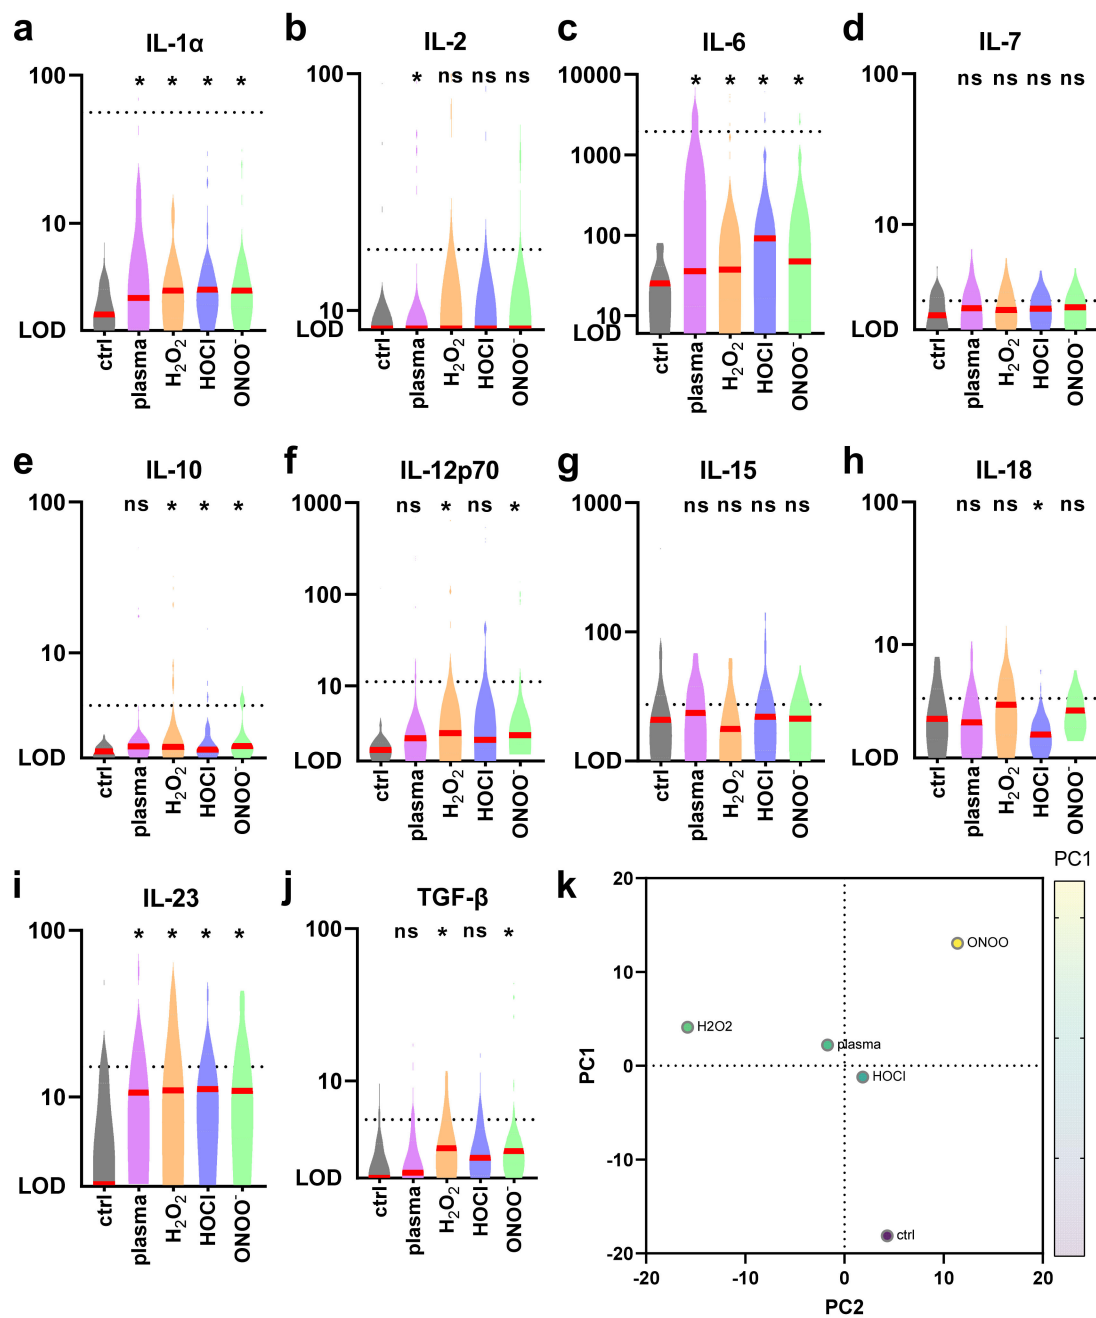 a
IL-1α
100
10
LOD
* * * *
ctrl
plasma
H2O2
HOCl
ONOO-
b
IL-2
100
10
LOD
* ns ns ns
ctrl
plasma
H2O2
HOCl
ONOO-
c
IL-6
10000
1000
100
10
LOD
* * * *
ctrl
plasma
H2O2
HOCl
ONOO-
d
IL-7
100
10
LOD
ns ns ns ns
ctrl
plasma
H2O2
HOCl
ONOO-
e
IL-10
100
10
LOD
ns * * *
ctrl
plasma
H2O2
HOCl
ONOO-
f
IL-12p70
1000
100
10
LOD
ns * ns *
ctrl
plasma
H2O2
HOCl
ONOO-
g
IL-15
1000
100
LOD
ns ns ns ns
ctrl
plasma
H2O2
HOCl
ONOO-
h
IL-18
100
10
LOD
ns ns * ns
ctrl
plasma
H2O2
HOCl
ONOO-
i
IL-23
100
10
LOD
* * * *
ctrl
plasma
H2O2
HOCl
ONOO-
j
TGF-β
100
10
LOD
ns * ns *
ctrl
plasma
H2O2
HOCl
ONOO-
k
PC1
20
10
0
-10
-20
PC1
ONOO
H2O2
plasma
HOCl
ctrl
-20 -10 0 10 20
PC2